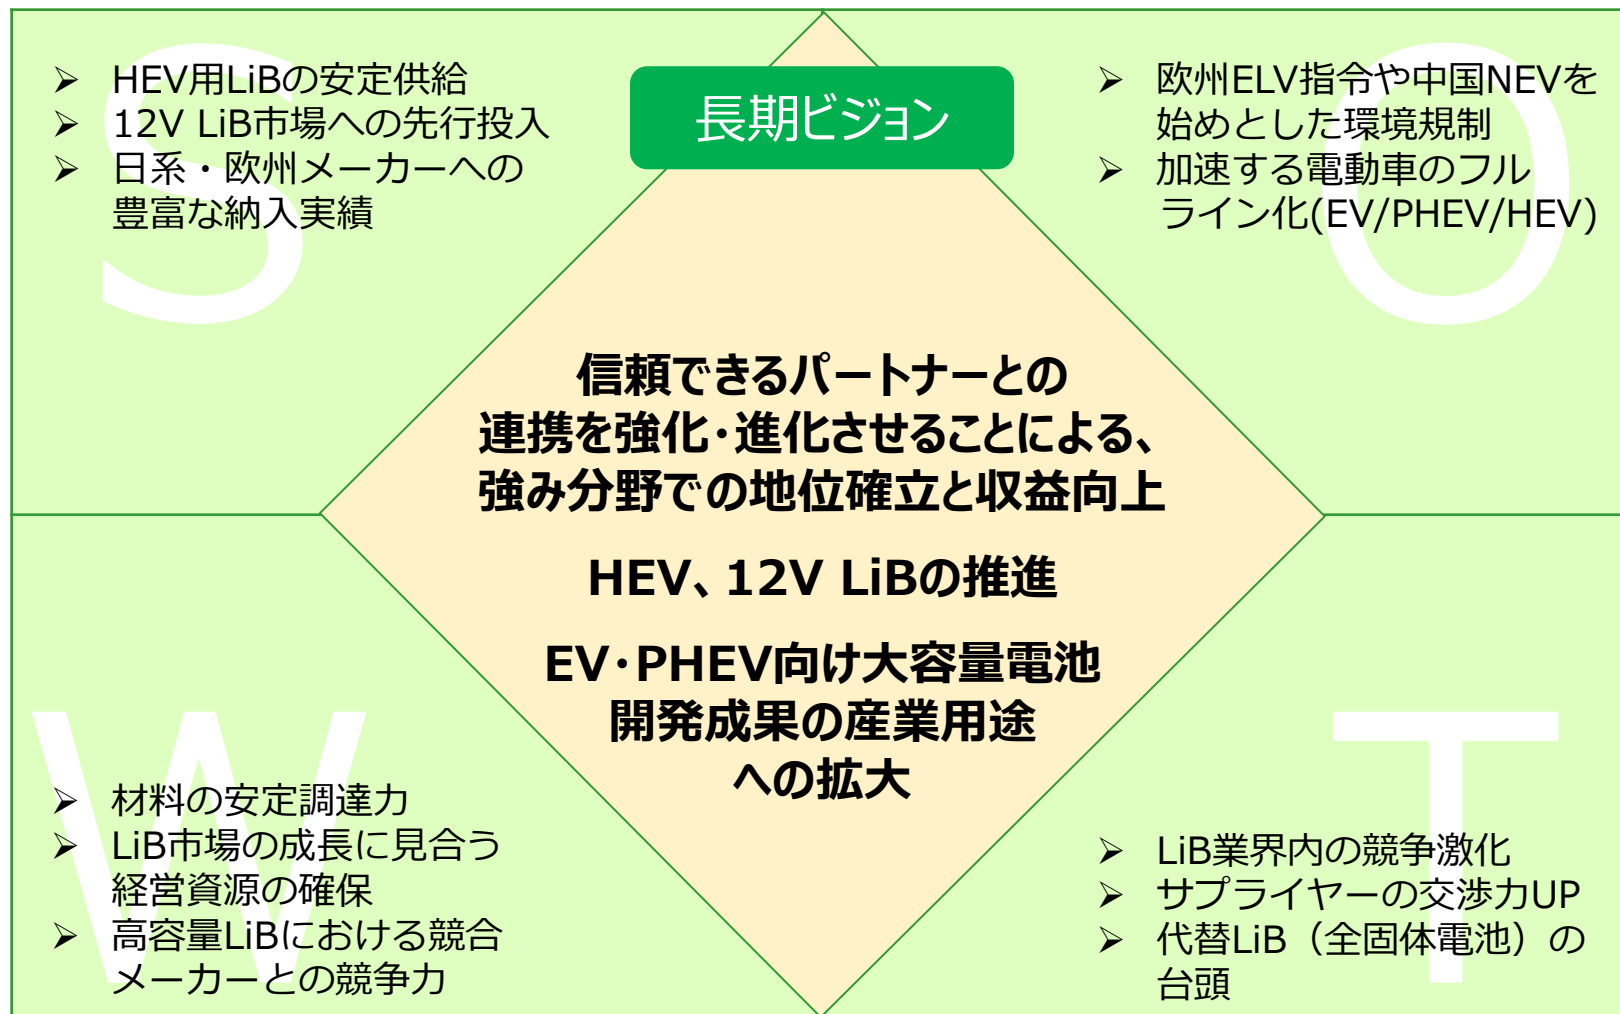 S
➢ HEV用LiBの安定供給
➢ 12V LiB市場への先行投入
➢ 日系・欧州メーカーへの
豊富な納入実績
長期ビジョン
O
➢ 欧州ELV指令や中国NEVを
始めとした環境規制
➢ 加速する電動車のフル
ライン化(EV/PHEV/HEV)
信頼できるパートナーとの
連携を強化・進化させることによる、
強み分野での地位確立と収益向上
HEV、12V LiBの推進
EV・PHEV向け大容量電池
開発成果の産業用途
への拡大
W
➢ 材料の安定調達力
➢ LiB市場の成長に見合う
経営資源の確保
➢ 高容量LiBにおける競合
メーカーとの競争力
T
➢ LiB業界内の競争激化
➢ サプライヤーの交渉力UP
➢ 代替LiB（全固体電池）の
台頭